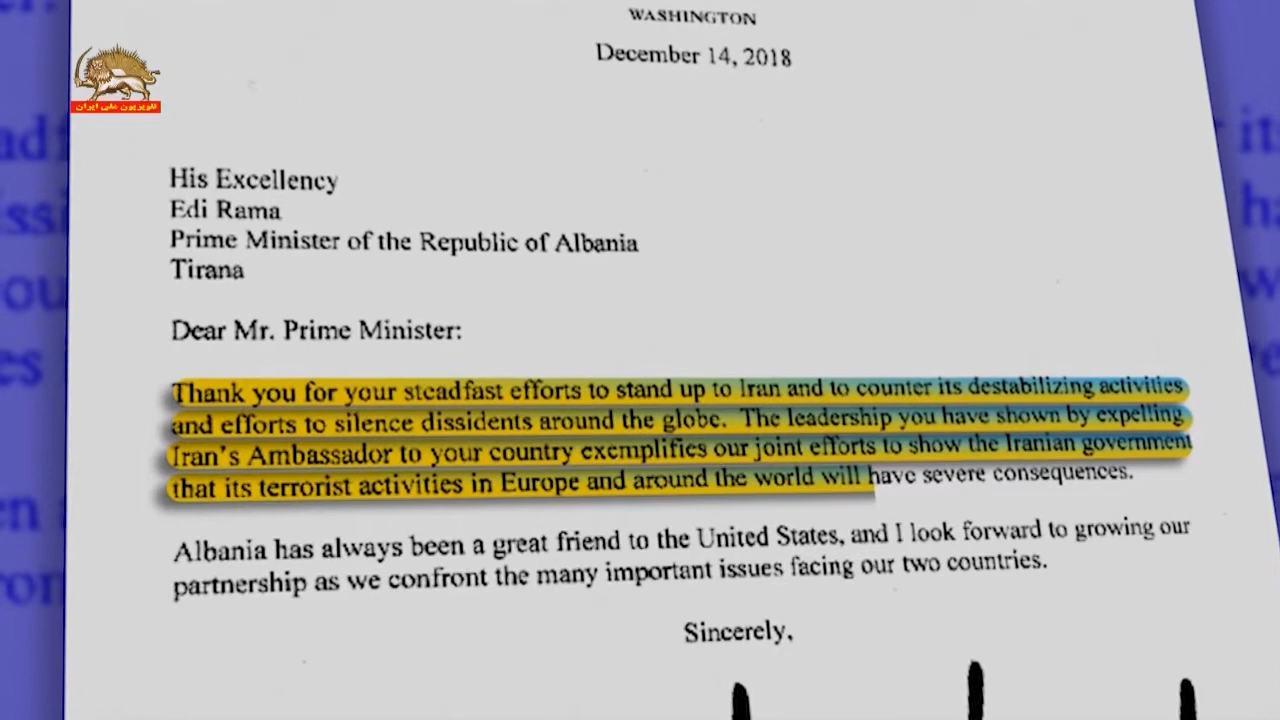 WASHINGTON
December 14, 2018
تلویزیون ملی ایران
His Excellency
Edi Rama
Prime Minister of the Republic of Albania
Tirana
Dear Mr. Prime Minister:
Thank you for your steadfast efforts to stand up to Iran and to counter its destabilizing activities
and efforts to silence dissidents around the globe. The leadership you have shown by expelling
Iran's Ambassador to your country exemplifies our joint efforts to show the Iranian government
that its terrorist activities in Europe and around the world will have severe consequences.
Albania has always been a great friend to the United States, and I look forward to growing our
partnership as we confront the many important issues facing our two countries.
Sincerely,